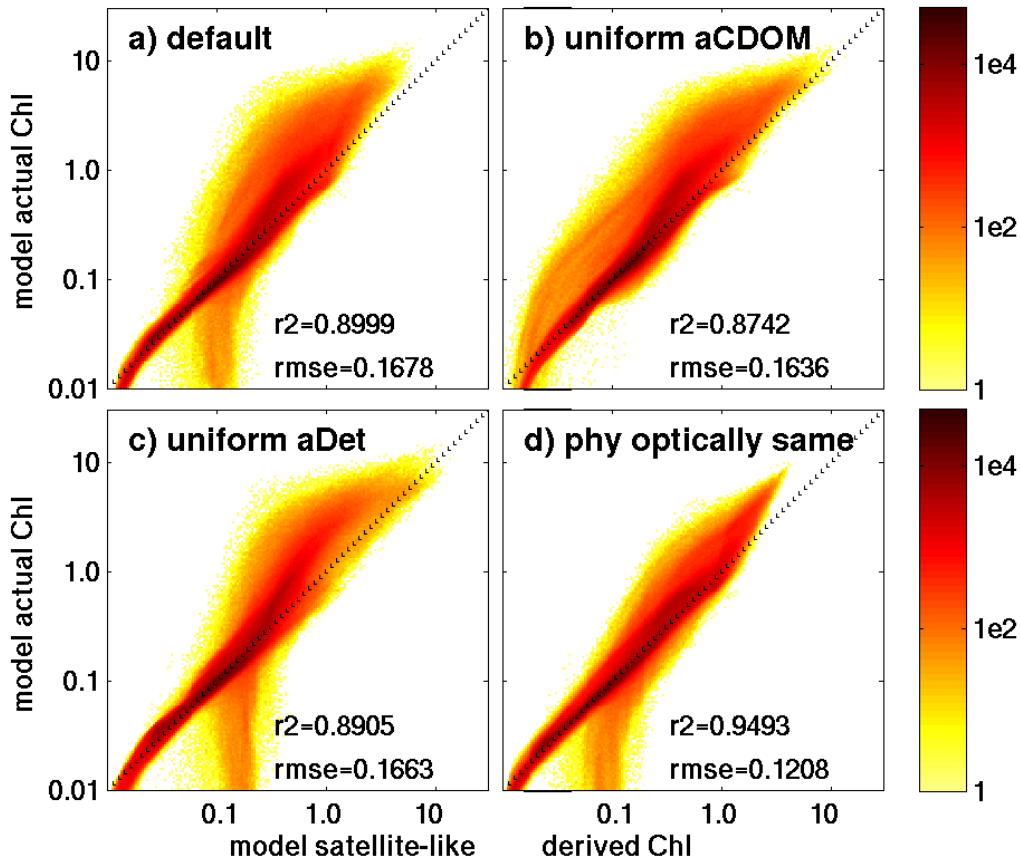 a) default
b) uniform aCDOM
10
1.0
0.1
0.01
model actual Chl
r2=0.8999
rmse=0.1678
r2=0.8742
rmse=0.1636
1e4
1e2
1
c) uniform aDet
d) phy optically same
10
1.0
0.1
0.01
model actual Chl
r2=0.8905
rmse=0.1663
r2=0.9493
rmse=0.1208
1e4
1e2
1
0.1 1.0 10
0.1 1.0 10
model satellite-like derived Chl